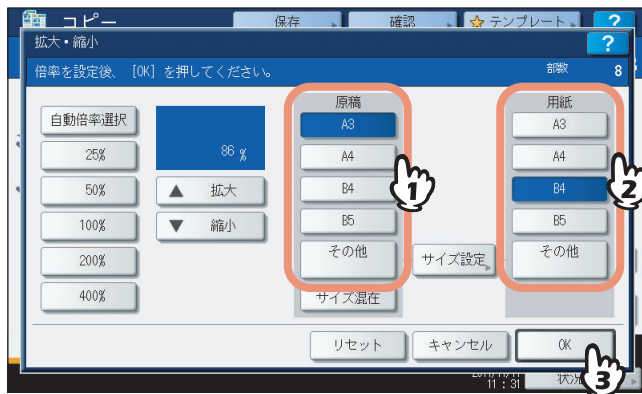 コピー 保存 確認 テンプレート ?
拡大・縮小 ?
倍率を設定後、 [OK] を押してください。 部数 8
原稿 用紙
自動倍率選択
86 %
25%
50%
100%
200%
400%
拡大
縮小
A3
A4
B4
B5
その他
サイズ混在
サイズ設定
A3
A4
B4
B5
その他
1
2
リセット キャンセル OK
3
11:31 状況